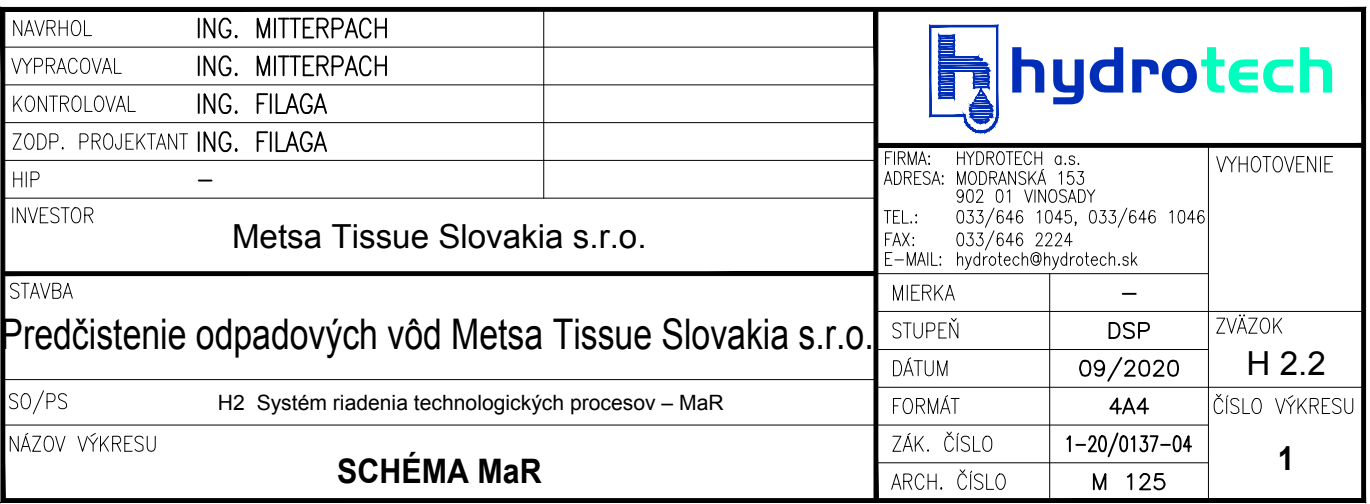 NAVRHOL ING. MITTERPACH
VYPRACOVAL ING. MITTERPACH
KONTROLOVAL ING. FILAGA
ZODP. PROJEKTANT ING. FILAGA
HIP –
INVESTOR
Metsa Tissue Slovakia s.r.o.
STAVBA
Predčistenie odpadových vôd Metsa Tissue Slovakia s.r.o.
SO/PS H2 Systém riadenia technologických procesov – MaR
NÁZOV VÝKRESU
SCHÉMA MaR
hydrotech
FIRMA: HYDROTECH a.s.
ADRESA: MODRANSKÁ 153
902 01 VINOSADY
TEL.: 033/646 1045, 033/646 1046
FAX: 033/646 2224
E–MAIL: hydrotech@hydrotech.sk
VYHOTOVENIE
MIERKA –
STUPEŇ DSP
DÁTUM 09/2020
FORMÁT 4A4
ZÁK. ČÍSLO 1–20/0137–04
ARCH. ČÍSLO M 125
ZVÄZOK
H 2.2
ČÍSLO VÝKRESU
1